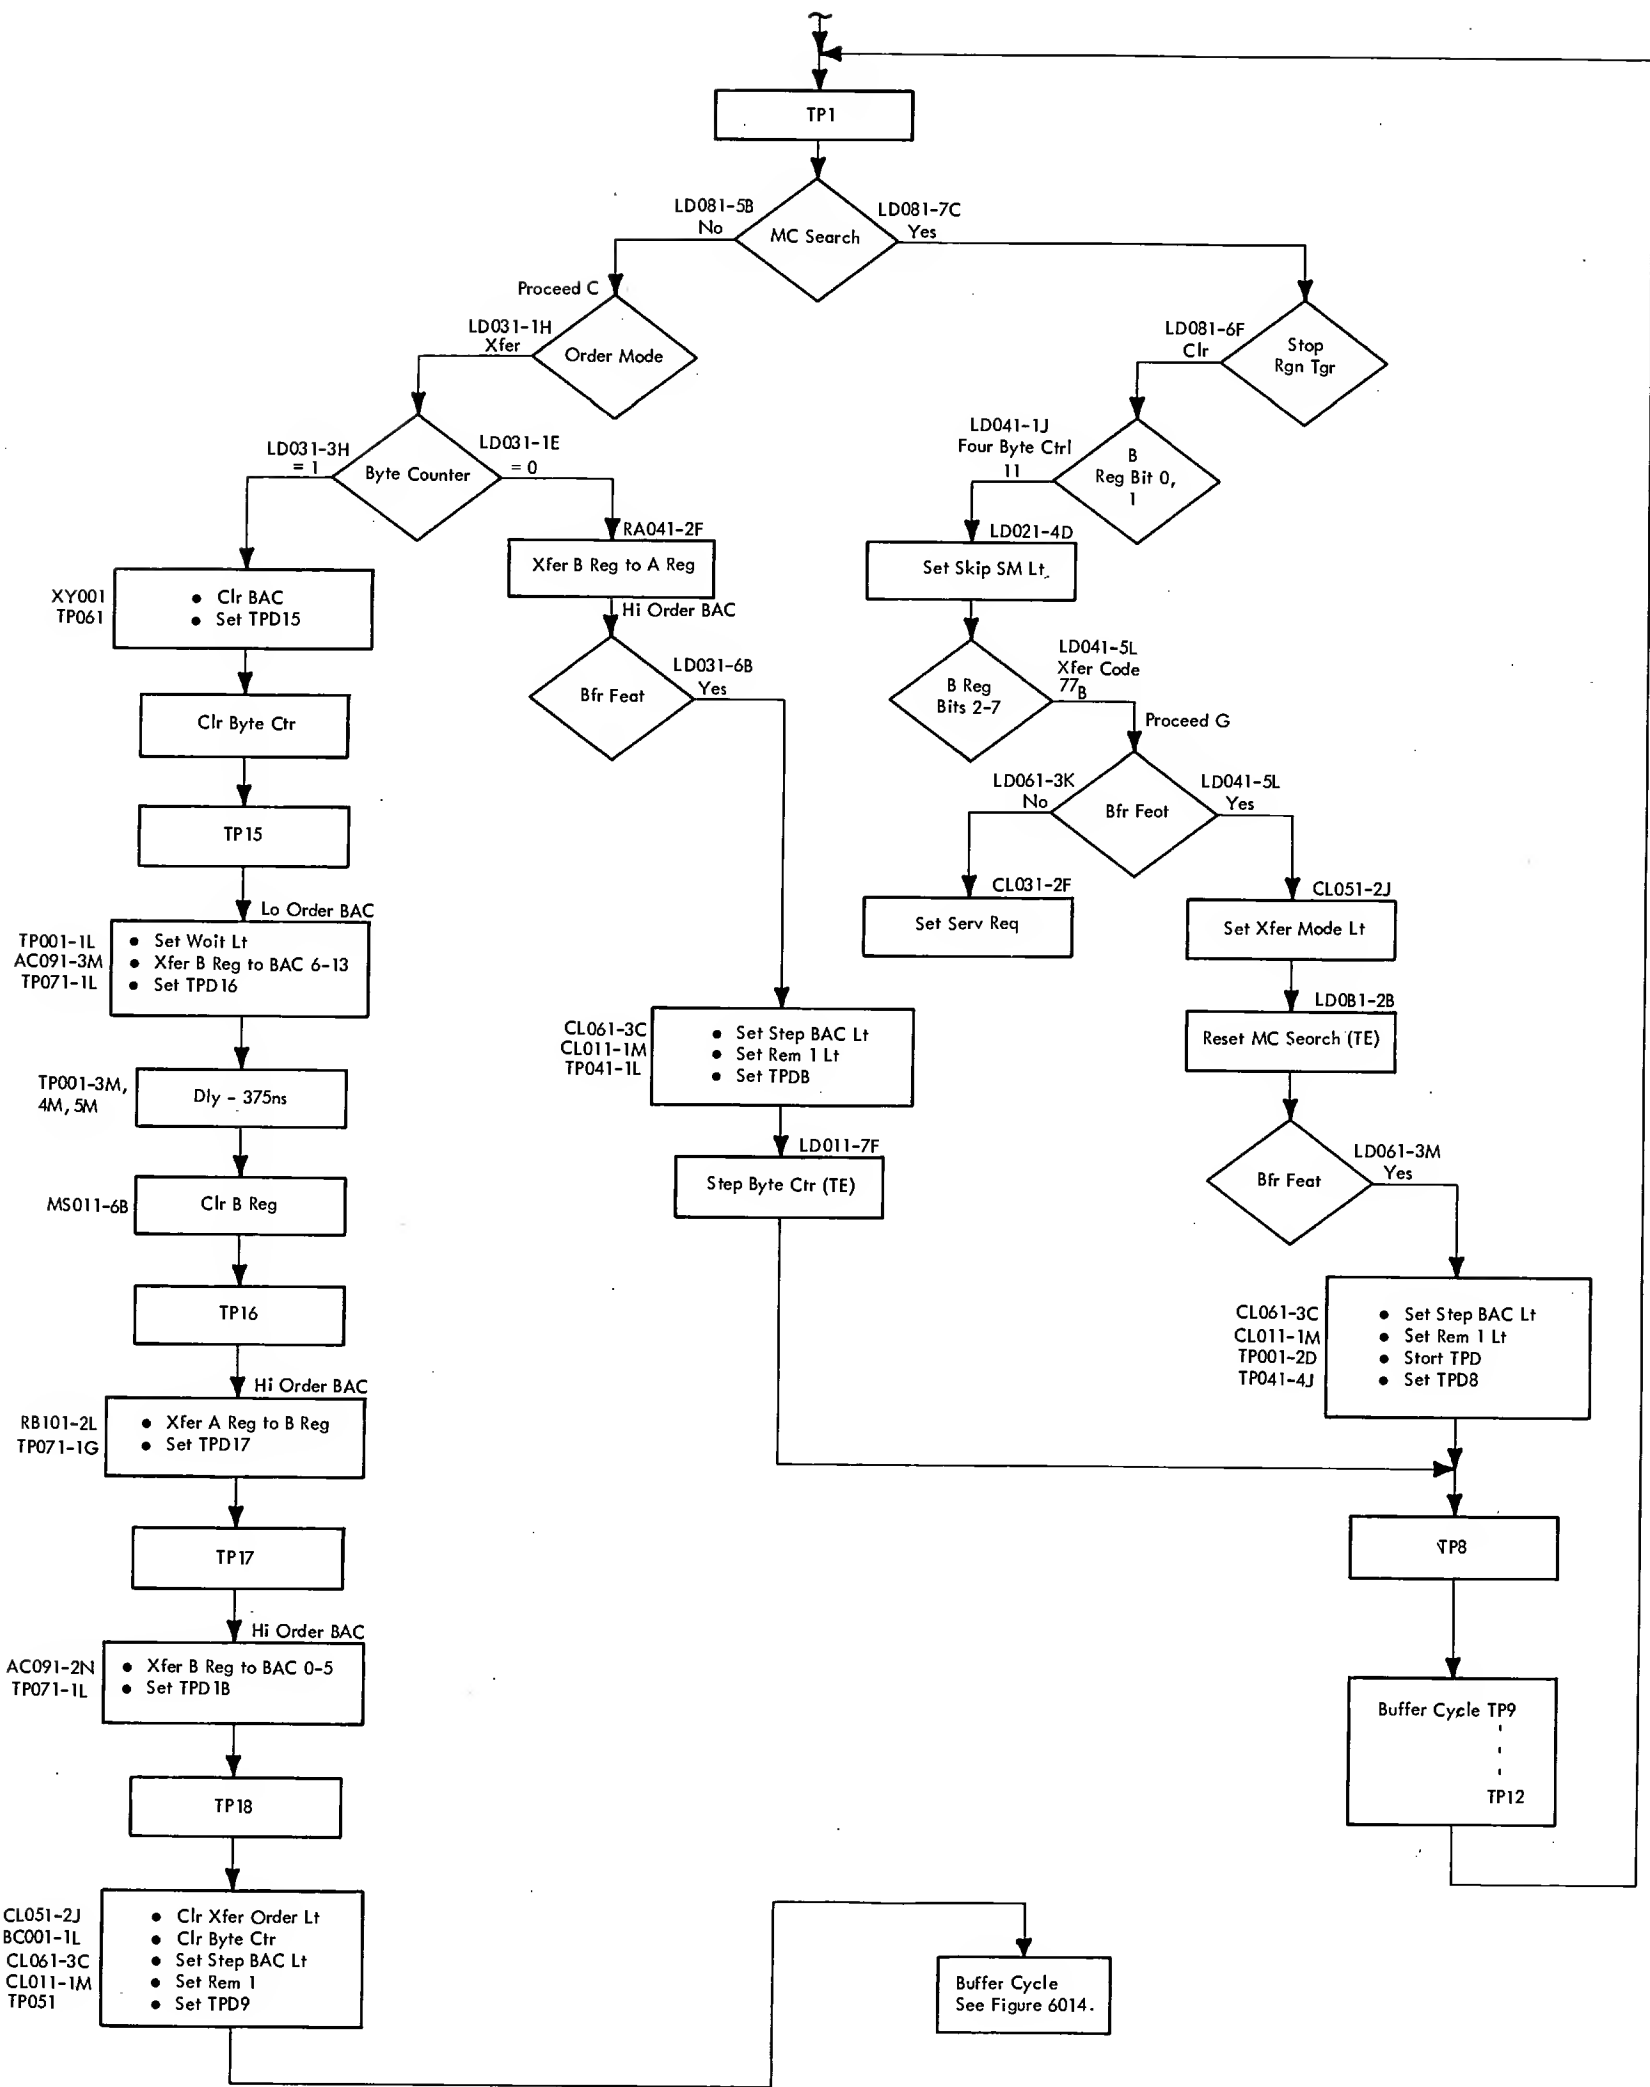 TP1
LD081-5B
No
MC Search
LD081-7C
Yes
Proceed C
LD031-1H
Xfer
Order Mode
LD081-6F
Clr
Stop
Rgn Tgr
LD031-3H
= 1
Byte Counter
LD031-1E
= 0
LD041-1J
Four Byte Ctrl
11
B
Reg Bit 0,
1
RA041-2F
Xfer B Reg to A Reg
Hi Order BAC
LD021-4D
Set Skip SM Lt
XY001
TP061
• Clr BAC
• Set TPD15
Bfr Feat
LD031-6B
Yes
B Reg
Bits 2-7
LD041-5L
Xfer Code
77B
Proceed G
Clr Byte Ctr
LD061-3K
No
Bfr Feot
LD041-5L
Yes
TP15
CL031-2F
Set Serv Req
CL051-2J
Set Xfer Mode Lt
Lo Order BAC
TP001-1L
AC091-3M
TP071-1L
• Set Woit Lt
• Xfer B Reg to BAC 6-13
• Set TPD16
LD0B1-2B
Reset MC Seorch (TE)
CL061-3C
CL011-1M
TP041-1L
• Set Step BAC Lt
• Set Rem 1 Lt
• Set TPDB
TP001-3M,
4M, 5M
Dly - 375ns
LD011-7F
Step Byte Ctr (TE)
Bfr Feat
LD061-3M
Yes
MS011-6B
Clr B Reg
TP16
CL061-3C
CL011-1M
TP001-2D
TP041-4J
• Set Step BAC Lt
• Set Rem 1 Lt
• Stort TPD
• Set TPD8
Hi Order BAC
RB101-2L
TP071-1G
• Xfer A Reg to B Reg
• Set TPD17
TP17
TP8
Hi Order BAC
AC091-2N
TP071-1L
• Xfer B Reg to BAC 0-5
• Set TPD1B
Buffer Cycle TP9
TP12
TP18
CL051-2J
BC001-1L
CL061-3C
CL011-1M
TP051
• Clr Xfer Order Lt
• Clr Byte Ctr
• Set Step BAC Lt
• Set Rem 1
• Set TPD9
Buffer Cycle
See Figure 6014.